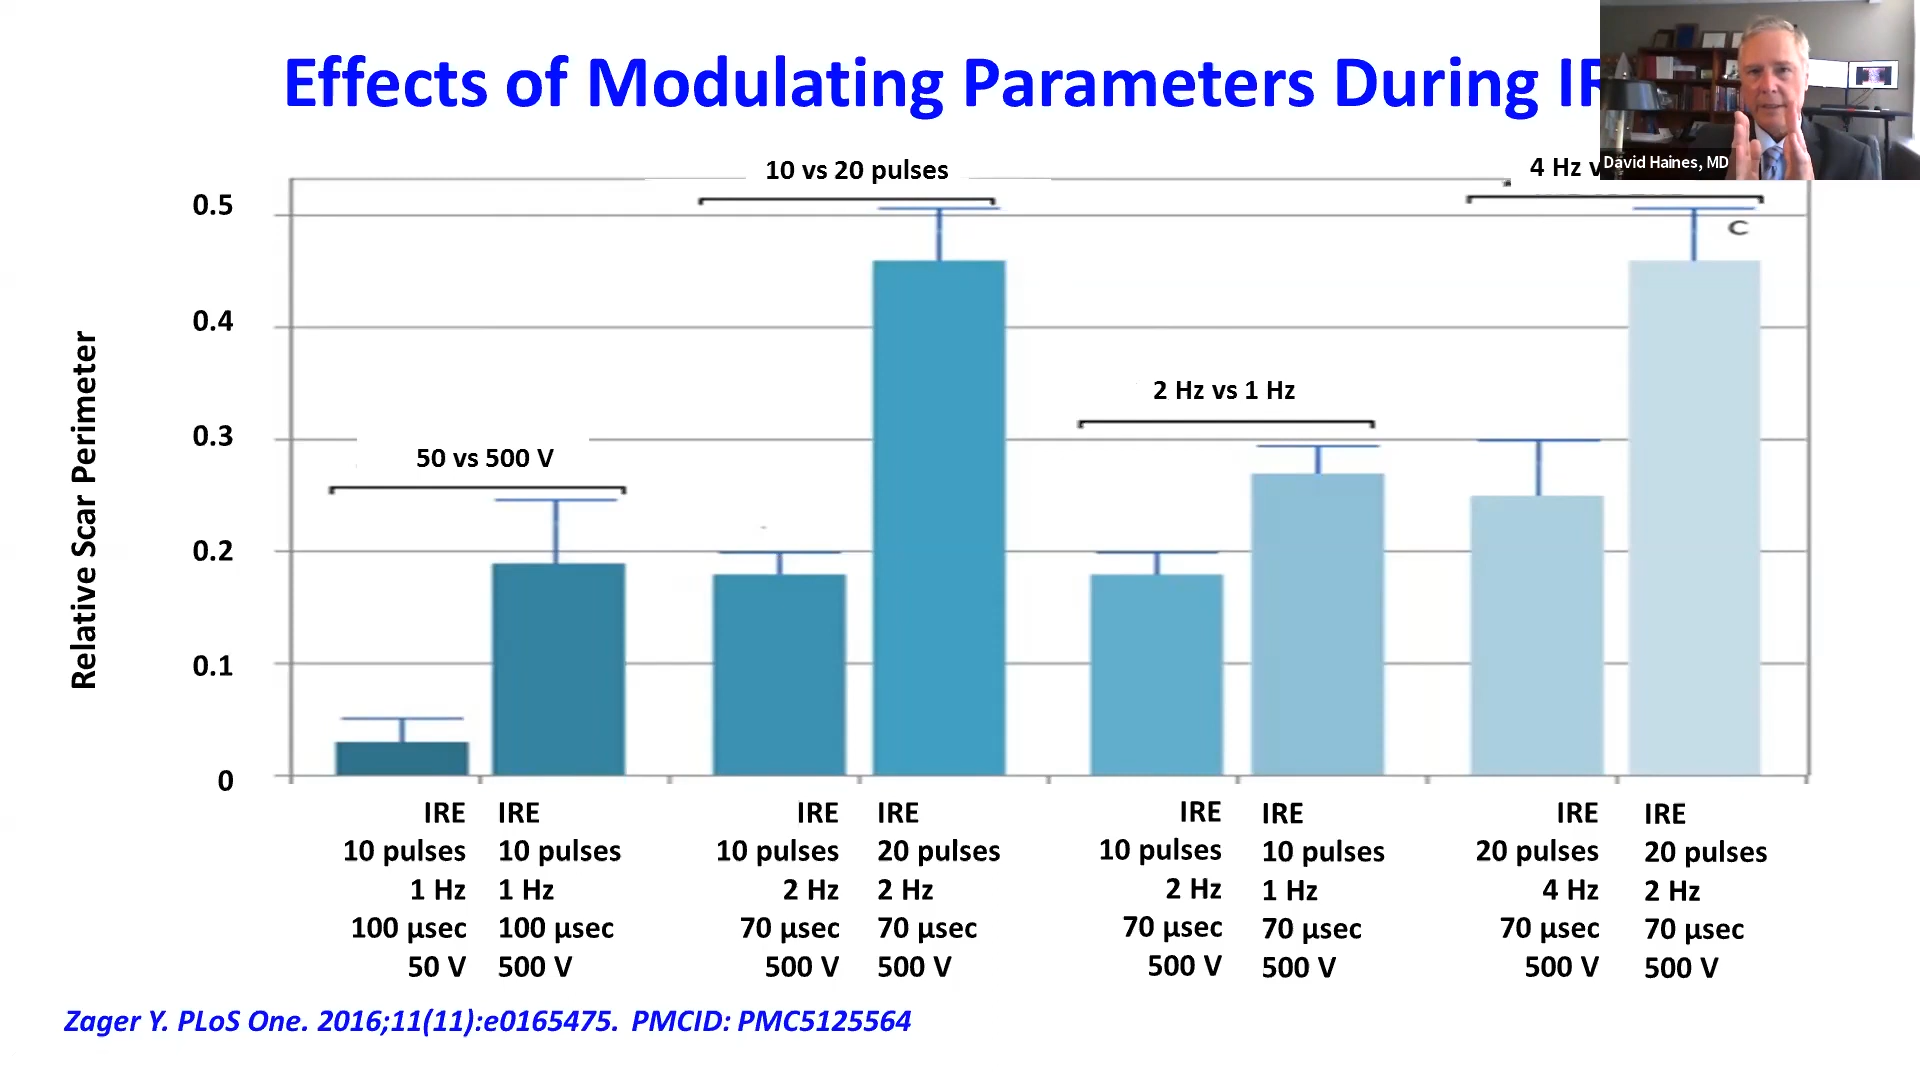 Effects of Modulating Parameters During
David Haines, MD
10 vs 20 pulses
4 Hz
0.5
C
0.4
2 Hz vs 1 Hz
0.3
50 vs 500 V
0.2
0.1
0
Relative Scar Perimeter
IRE IRE IRE IRE IRE IRE IRE IRE
10 pulses 10 pulses 10 pulses 20 pulses 10 pulses 10 pulses 20 pulses 20 pulses
1 Hz 1 Hz 2 Hz 2 Hz 2 Hz 1 Hz 4 Hz 2 Hz
100 µsec 100 µsec 70 µsec 70 µsec 70 µsec 70 µsec 70 µsec 70 µsec
50 V 500 V 500 V 500 V 500 V 500 V 500 V 500 V
Zager Y. PLoS One. 2016;11(11):e0165475. PMCID: PMC5125564